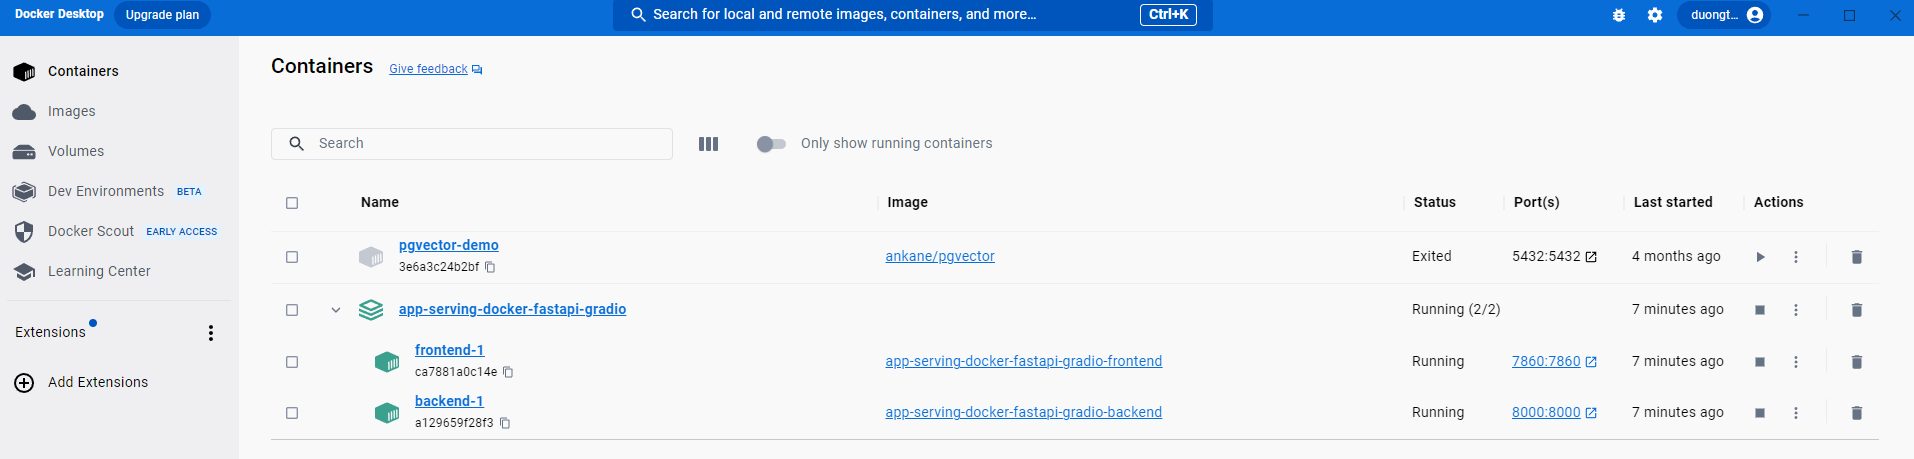 Docker Desktop Upgrade plan Search for local and remote images, containers, and more... Ctrl+K duongt...
Containers
Images
Volumes
Dev Environments BETA
Docker Scout EARLY ACCESS
Learning Center
Extensions
Add Extensions
Containers Give feedback
Search Only show running containers
Name Image Status Port(s) Last started Actions
pgvector-demo
3e6a3c24b2bf ankane/pgvector Exited 5432:5432 4 months ago
app-serving-docker-fastapi-gradio Running (2/2) 7 minutes ago
frontend-1
ca7881a0c14e app-serving-docker-fastapi-gradio-frontend Running 7860:7860 7 minutes ago
backend-1
a129659f28f3 app-serving-docker-fastapi-gradio-backend Running 8000:8000 7 minutes ago